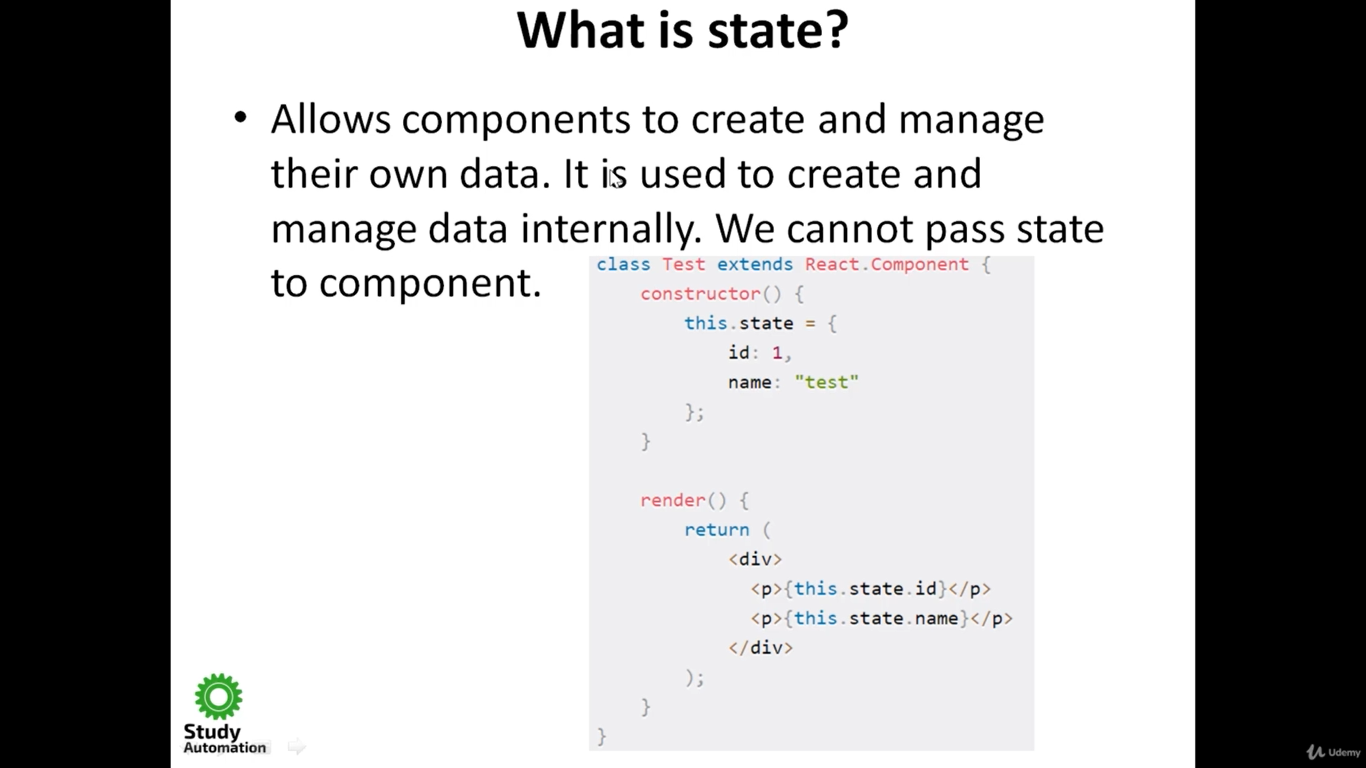 What is state?
• Allows components to create and manage
their own data. It is used to create and
manage data internally. We cannot pass state
to component.
class Test extends React.Component {
constructor() {
this.state = {
id: 1,
name: "test"
};
}
render() {
return (
<div>
<p>{this.state.id}</p>
<p>{this.state.name}</p>
</div>
);
}
}
Study
Automation
Udemy